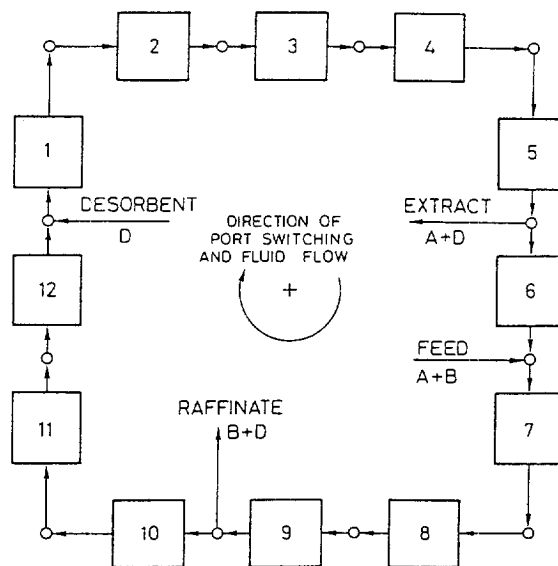 2
3
4
1
5
DESORBENT
D
EXTRACT
A+D
DIRECTION OF
PORT SWITCHING
AND FLUID FLOW
+
12
6
FEED
A+B
11
RAFFINATE
B+D
7
10
9
8